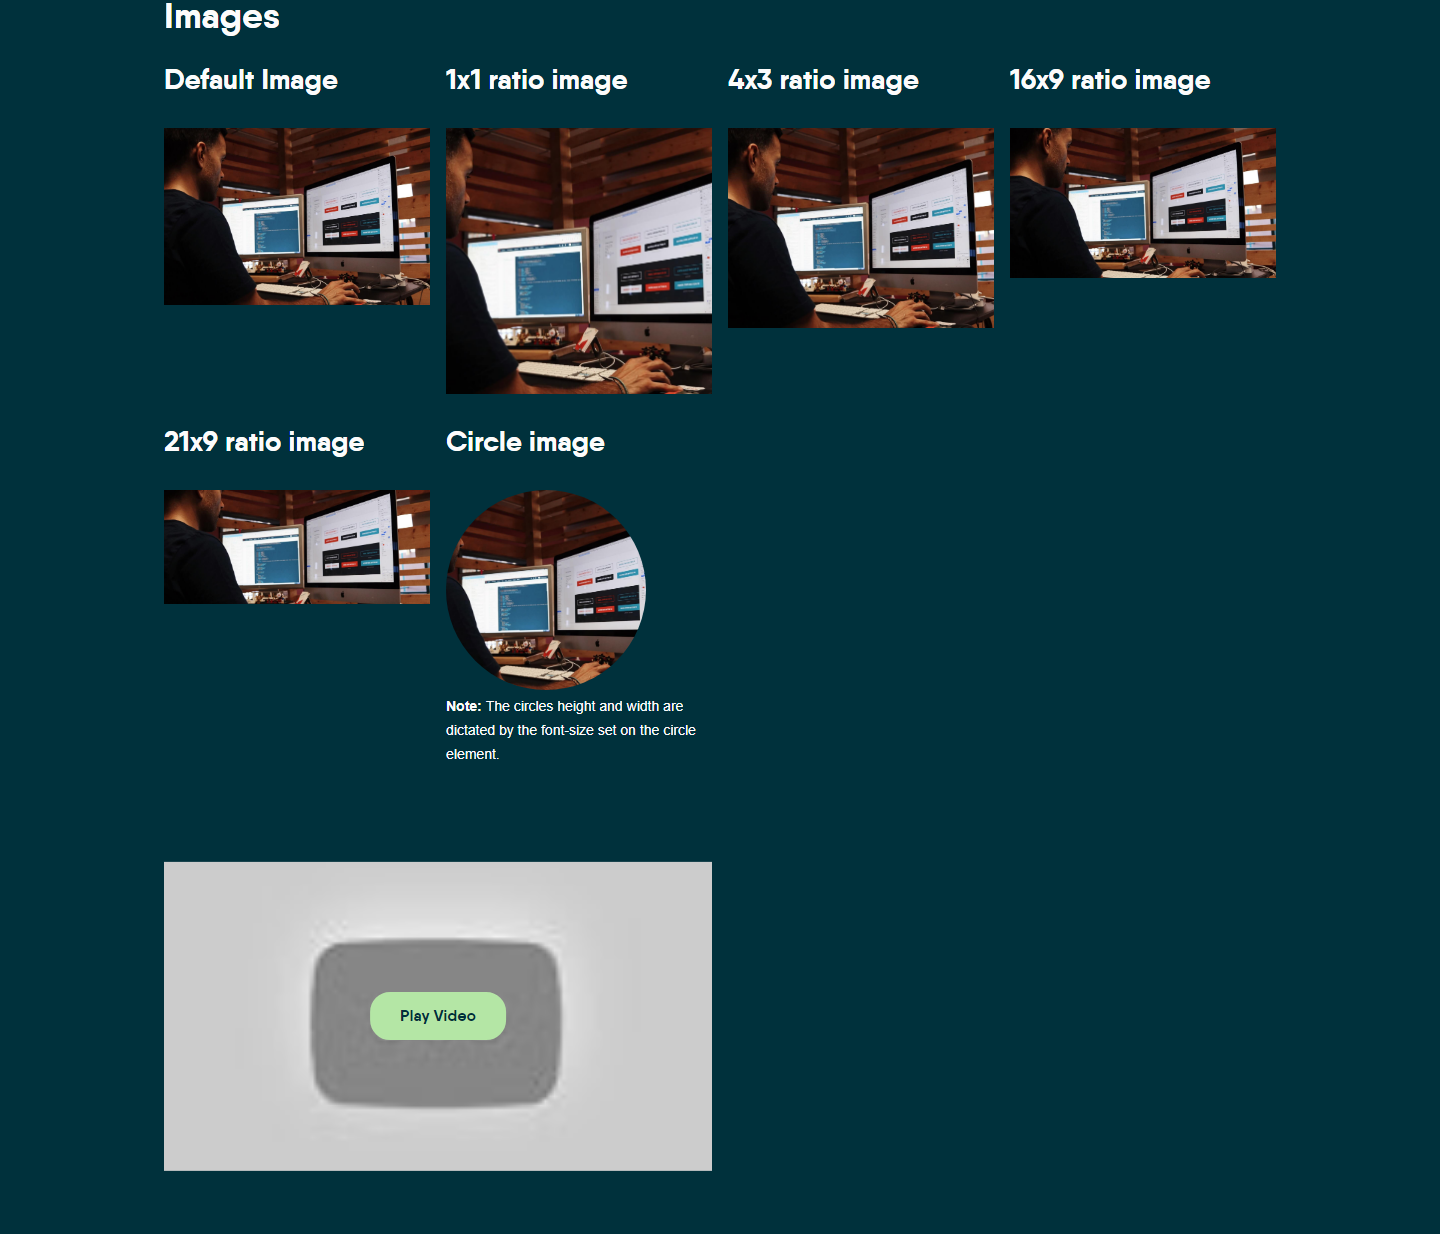 Images
Default Image
1x1 ratio image
4x3 ratio image
16x9 ratio image
21x9 ratio image
Circle image
Note: The circles height and width are
dictated by the font-size set on the circle
element.
Play Video